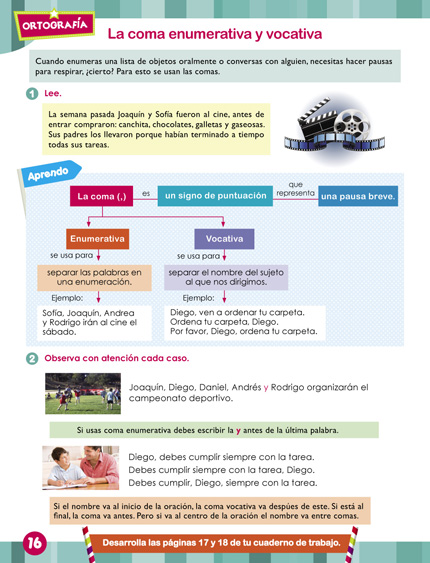 ORTOGRAFÍA
La coma enumerativa y vocativa
Cuando enumeras una lista de objetos oralmente o conversas con alguien, necesitas hacer pausas
para respirar, ¿cierto? Para esto se usan las comas.
1 Lee.
La semana pasada Joaquín y Sofía fueron al cine, antes de
entrar compraron: canchita, chocolates, galletas y gaseosas.
Sus padres los llevaron porque habían terminado a tiempo
todas sus tareas.
Aprendo
La coma (,)
es
un signo de puntuación
que
representa
una pausa breve.
Enumerativa
Vocativa
se usa para
se usa para
separar las palabras en
una enumeración.
separar el nombre del sujeto
al que nos dirigimos.
Ejemplo:
Ejemplo:
Sofía, Joaquín, Andrea
y Rodrigo irán al cine el
sábado.
Diego, ven a ordenar tu carpeta.
Ordena tu carpeta, Diego.
Por favor, Diego, ordena tu carpeta.
2 Observa con atención cada caso.
Joaquín, Diego, Daniel, Andrés y Rodrigo organizarán el
campeonato deportivo.
Si usas coma enumerativa debes escribir la y antes de la última palabra.
Diego, debes cumplir siempre con la tarea.
Debes cumplir siempre con la tarea, Diego.
Debes cumplir, Diego, siempre con la tarea.
Si el nombre va al inicio de la oración, la coma vocativa va despúes de este. Si está al
final, la coma va antes. Pero si va al centro de la oración el nombre va entre comas.
16
Desarrolla las páginas 17 y 18 de tu cuaderno de trabajo.